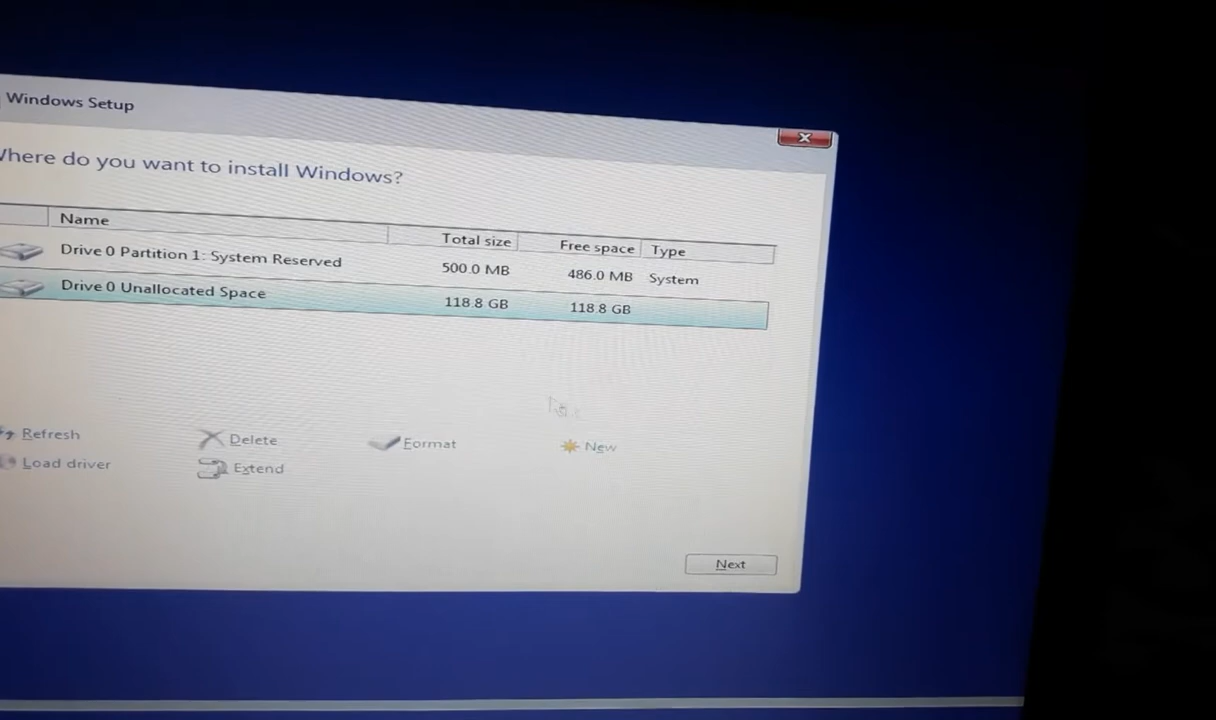 Windows Setup
Where do you want to install Windows?
Name Total size Free space Type
Drive 0 Partition 1: System Reserved 500.0 MB 486.0 MB System
Drive 0 Unallocated Space 118.8 GB 118.8 GB
Refresh Delete Format New
Load driver Extend
Next